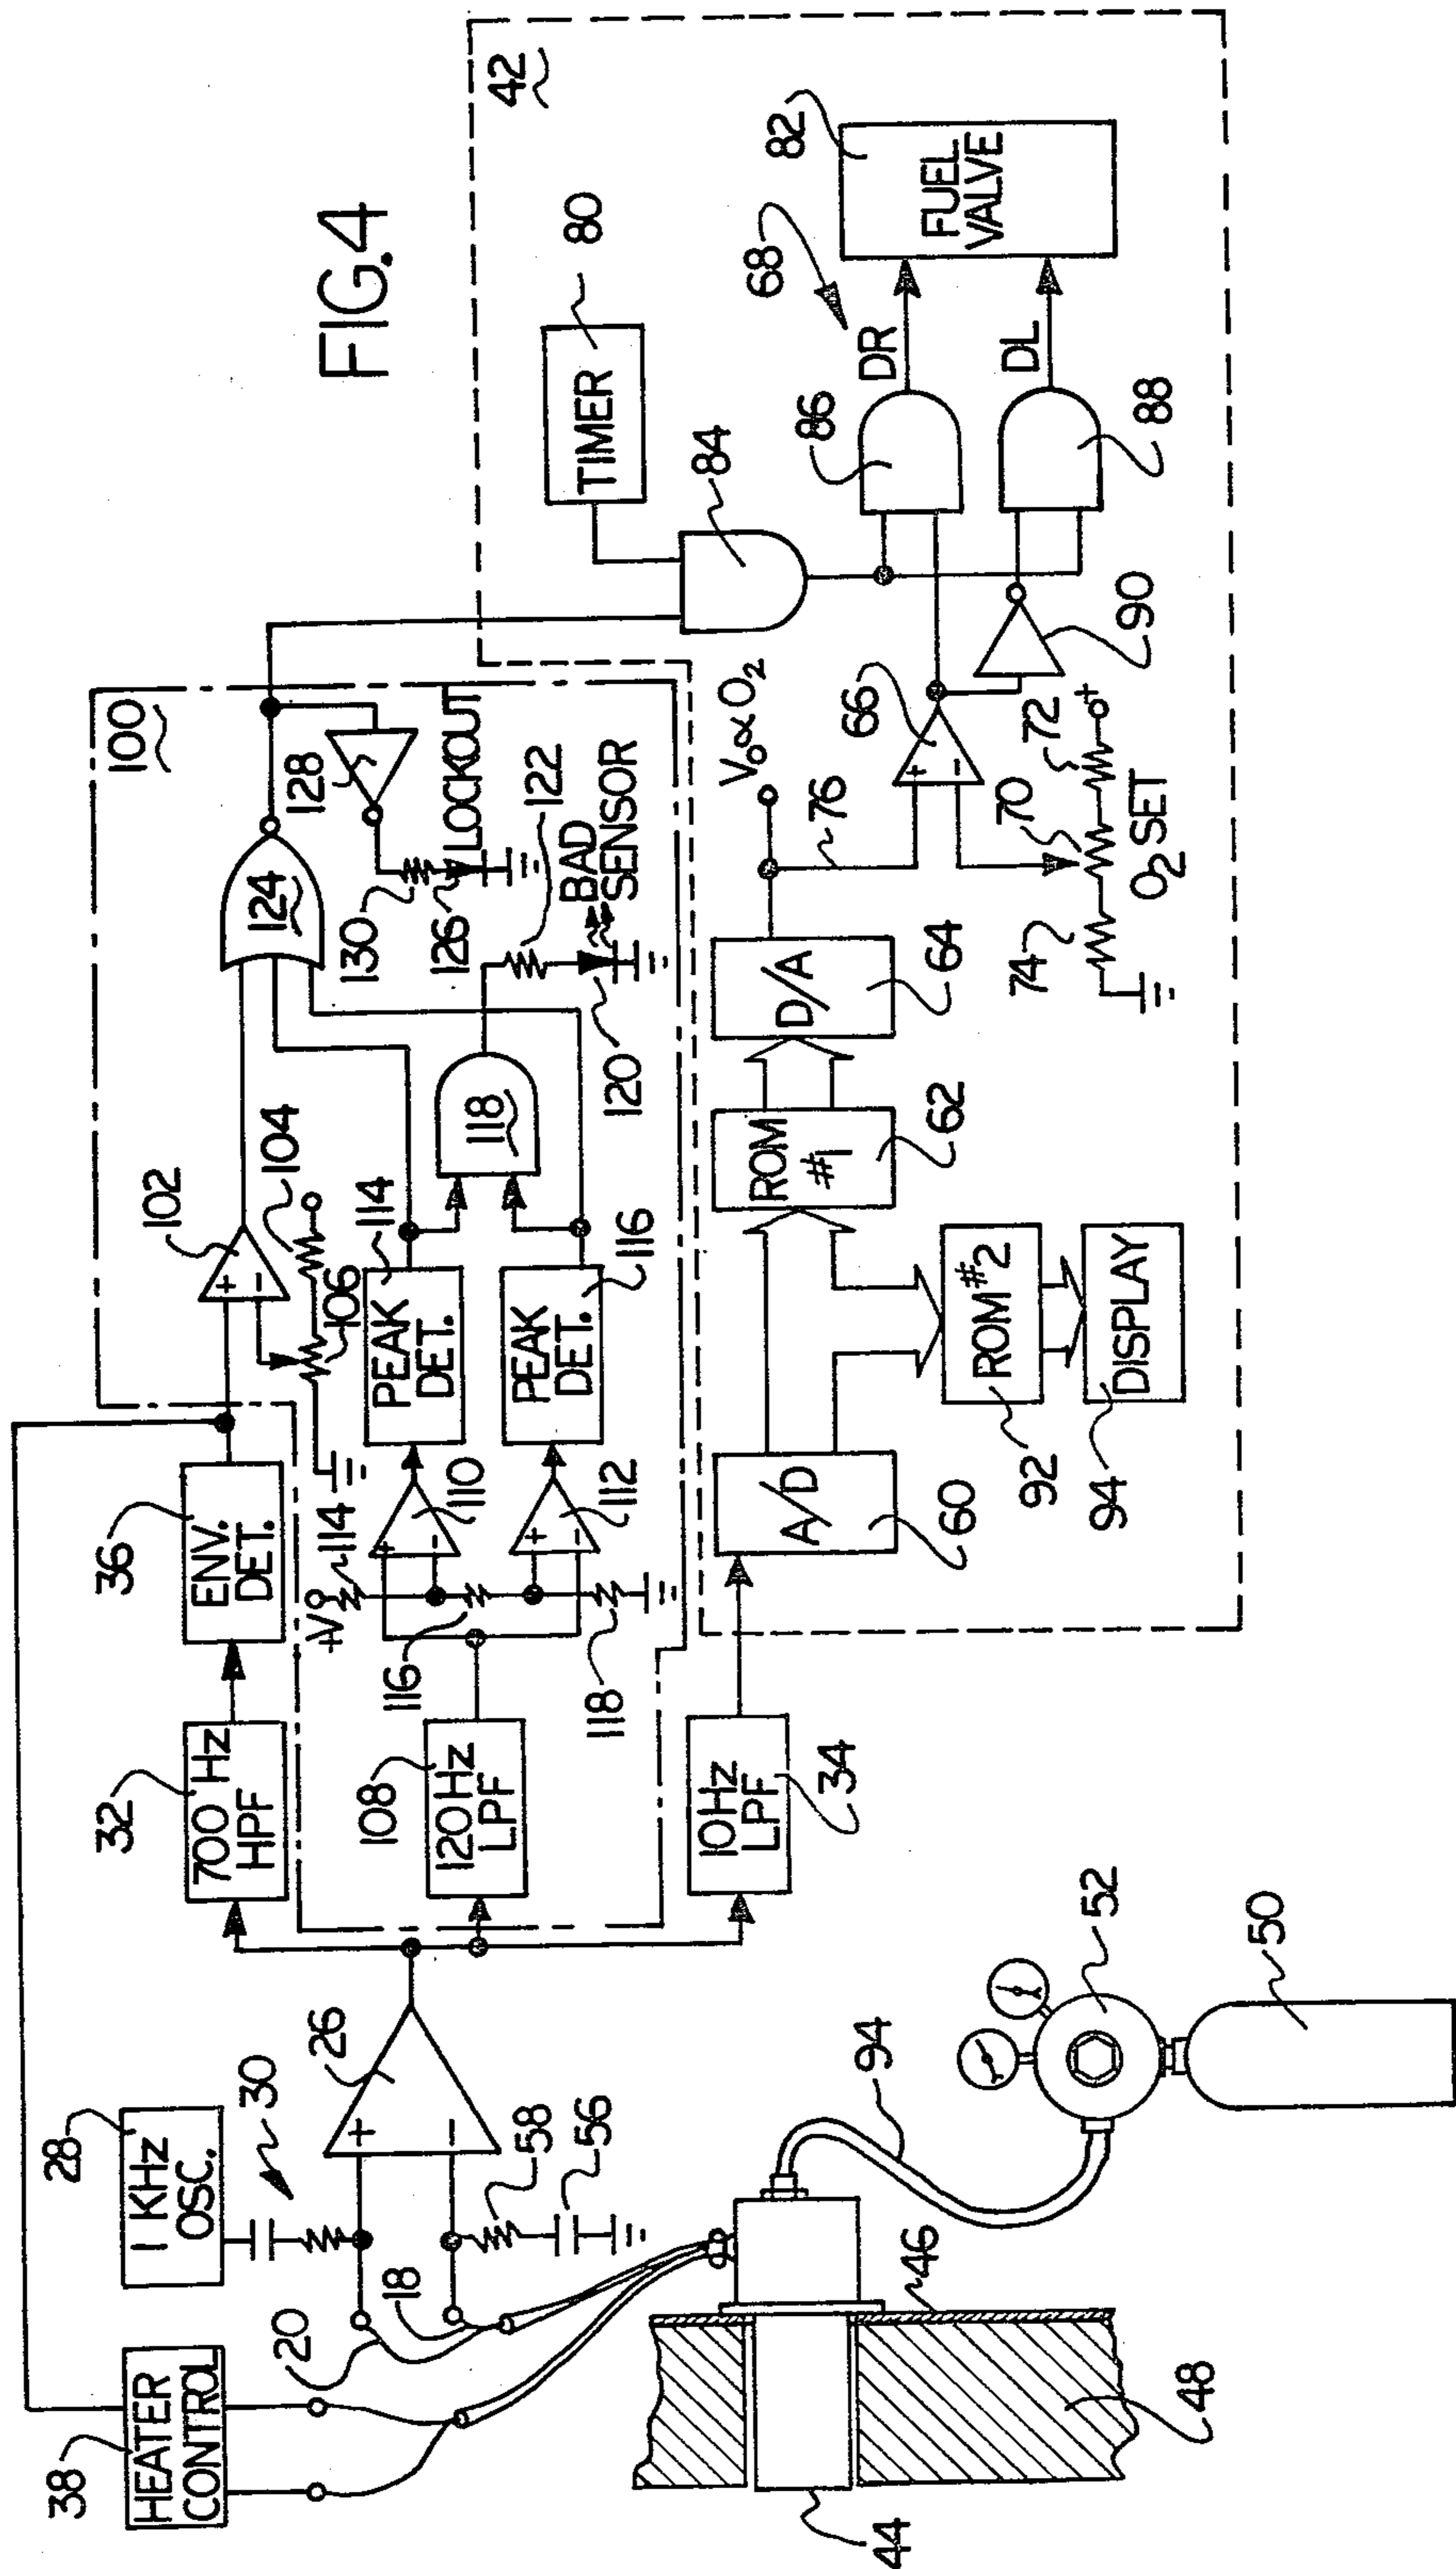 FIG.4
38
HEATER
CONTROL
28
1 KHz
OSC.
30
20
18
26
+
−
58
56
32
700 Hz
HPF
36
ENV.
DET.
108
120Hz
LPF
10Hz
LPF
34
100
102
+
−
104
106
+V
114
116
118
+
−
110
+
−
112
PEAK
DET.
114
PEAK
DET.
116
118
124
128
130
126
LOCKOUT
122
120
BAD
SENSOR
42
TIMER
80
84
86
88
DR
DL
68
82
FUEL
VALVE
A/D
60
ROM
#1
62
D/A
64
V₀ ∝ O₂
76
+
−
66
90
74
70
72
+
O₂ SET
ROM #2
92
DISPLAY
94
44
46
48
94
52
50